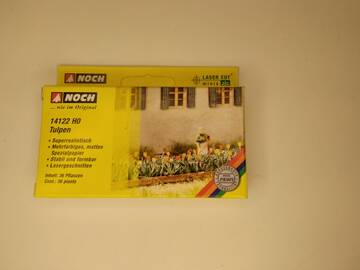 NOCH
LASER CUT
minis
NOCH
... wie im Original
14122 H0
Tulpen
• Superrealistisch
• Mehrfarbiges, mattes
Spezialpapier
• Stabil und formbar
• Lasergeschnitten
Inhalt: 36 Pflanzen
Cont.: 36 plants